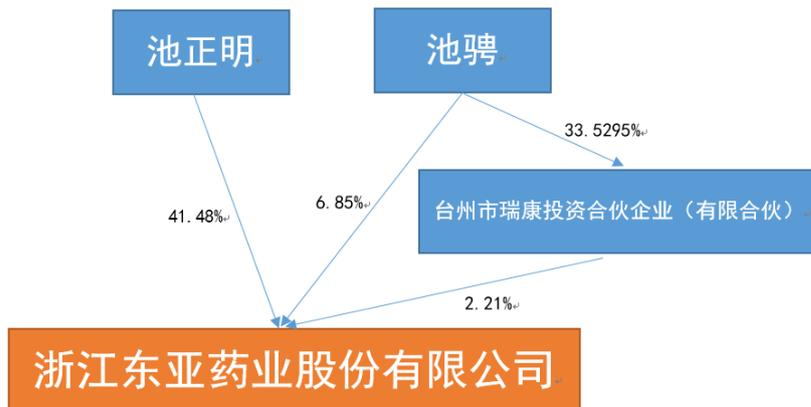 池正明
池骋
33.5295%
台州市瑞康投资合伙企业（有限合伙）
6.85%
41.48%
2.21%
浙江东亚药业股份有限公司